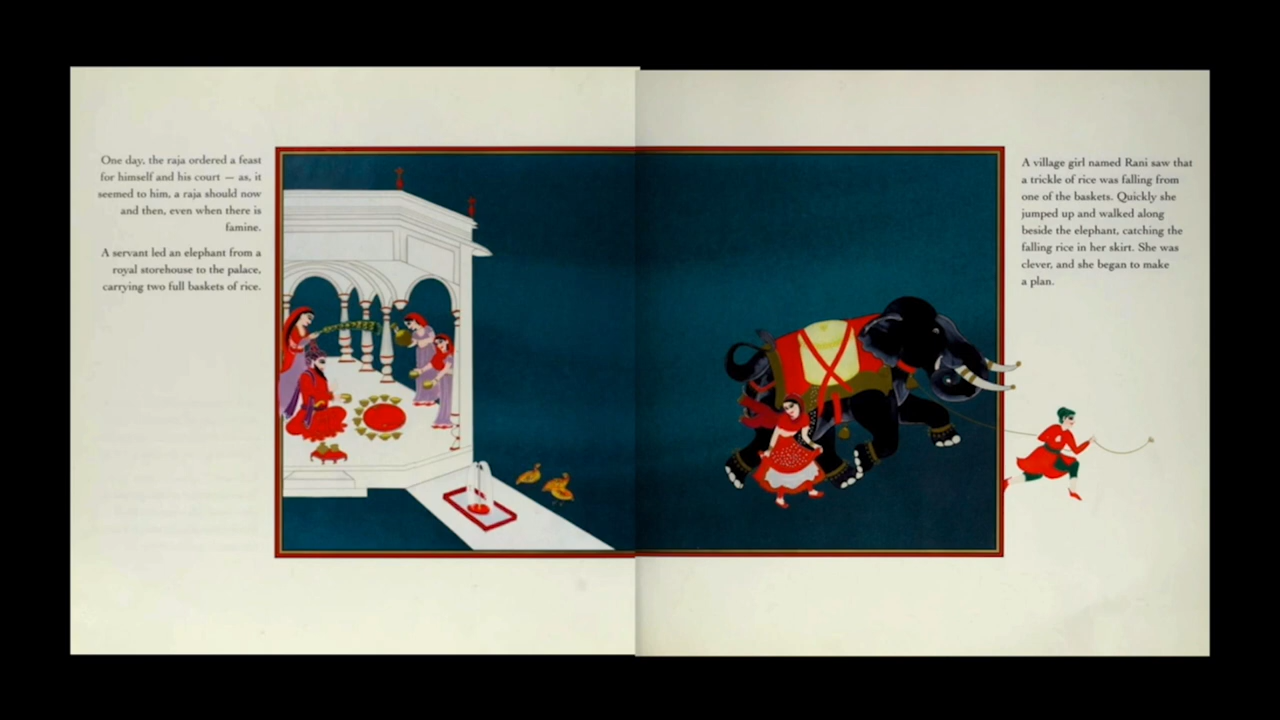 One day, the raja ordered a feast
for himself and his court — as, it
seemed to him, a raja should now
and then, even when there is
famine.
A servant led an elephant from a
royal storehouse to the palace,
carrying two full baskets of rice.
A village girl named Rani saw that
a trickle of rice was falling from
one of the baskets. Quickly she
jumped up and walked along
beside the elephant, catching the
falling rice in her skirt. She was
clever, and she began to make
a plan.